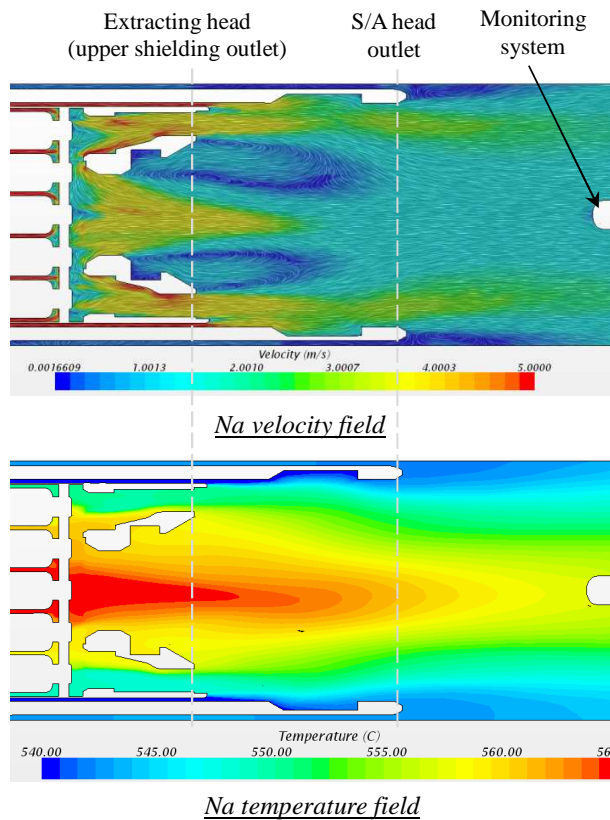 Extracting head
(upper shielding outlet)
S/A head
outlet
Monitoring
system
Velocity (m/s)
0.0016609 1.0013 2.0010 3.0007 4.0003 5.0000
Na velocity field
Temperature (C)
540.00 545.00 550.00 555.00 560.00 56
Na temperature field